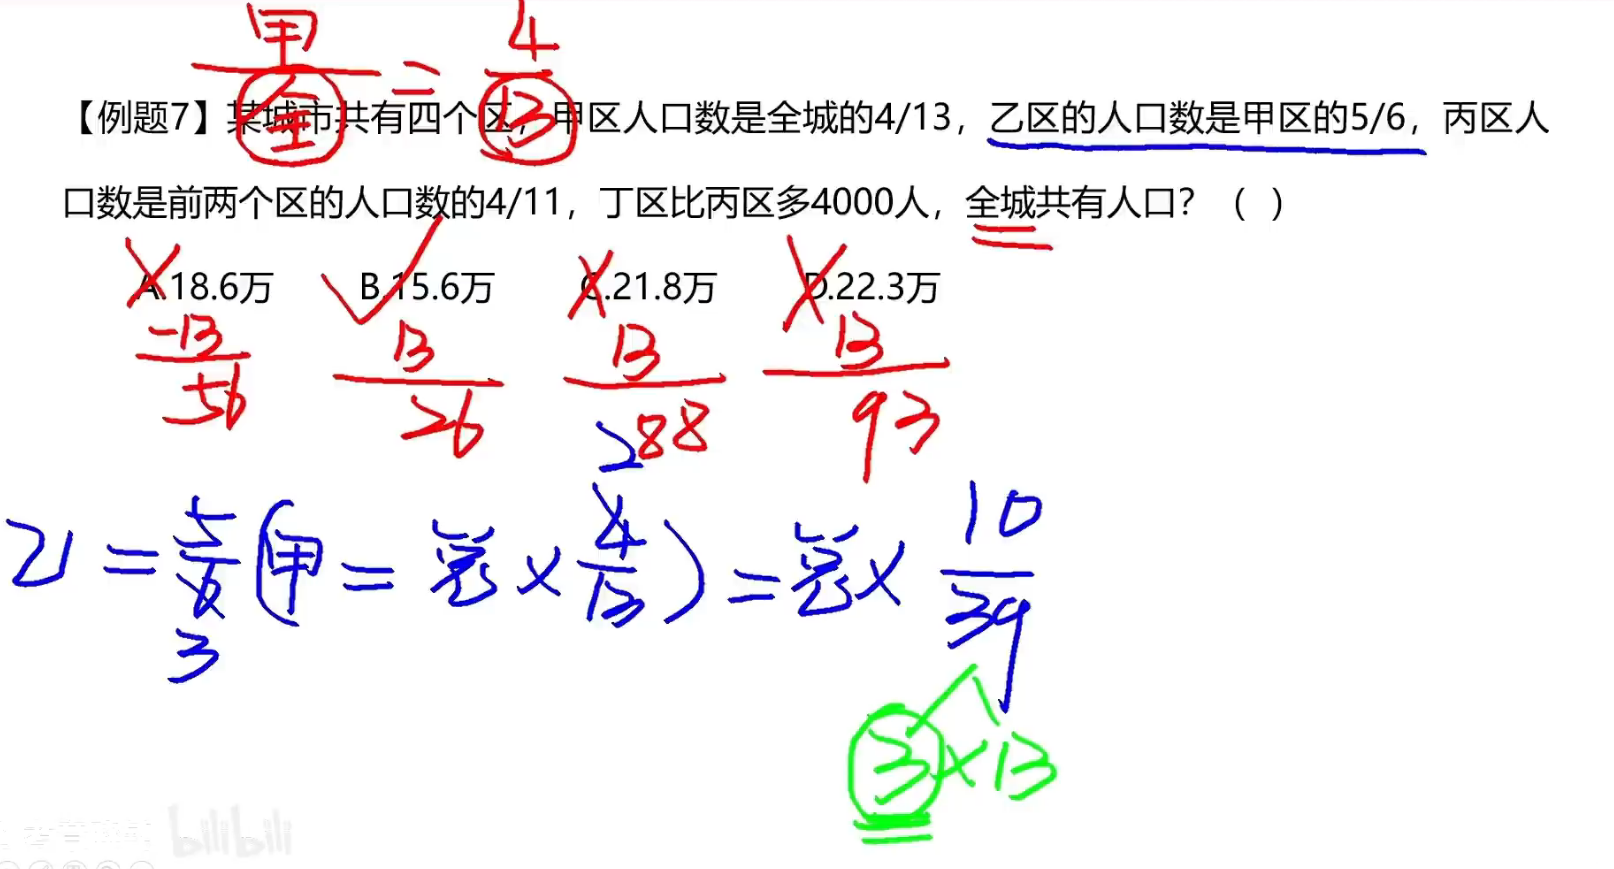 甲/全 = 4/13
【例题7】某城市共有四个区，甲区人口数是全城的4/13，乙区的人口数是甲区的5/6，丙区人
口数是前两个区的人口数的4/11，丁区比丙区多4000人，全城共有人口？（ ）
A.18.6万 B.15.6万 C.21.8万 D.22.3万
-13 13 13 13
56 26 88 93
2
乙 = 5/6 (甲 = 总 × 4/13) = 总 × 10/39
3
3×13
bilibili